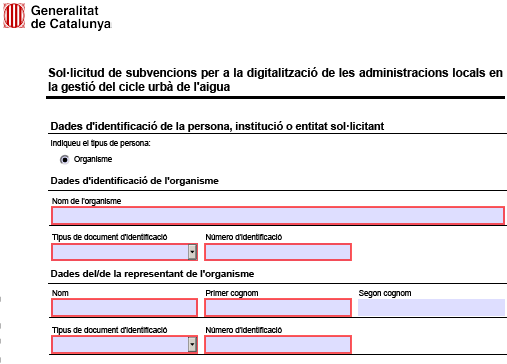 Generalitat
de Catalunya
Sol·licitud de subvencions per a la digitalització de les administracions locals en
la gestió del cicle urbà de l'aigua
Dades d'identificació de la persona, institució o entitat sol·licitant
Indiqueu el tipus de persona:
Organisme
Dades d'identificació de l'organisme
Nom de l'organisme
Tipus de document d'identificació Número d'identificació
Dades del/de la representant de l'organisme
Nom Primer cognom Segon cognom
Tipus de document d'identificació Número d'identificació